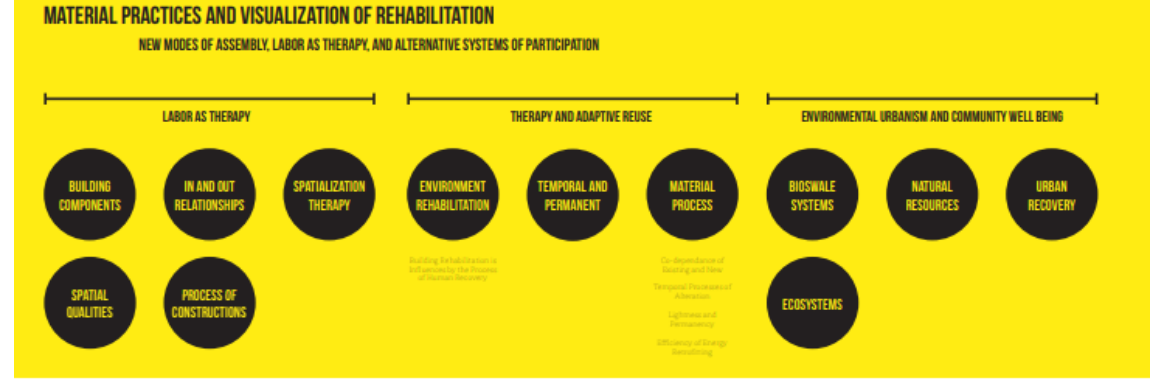 MATERIAL PRACTICES AND VISUALIZATION OF REHABILITATION
NEW MODES OF ASSEMBLY, LABOR AS THERAPY, AND ALTERNATIVE SYSTEMS OF PARTICIPATION
LABOR AS THERAPY
BUILDING
COMPONENTS
IN AND OUT
RELATIONSHIPS
SPATIALIZATION
THERAPY
SPATIAL
QUALITIES
PROCESS OF
CONSTRUCTIONS
THERAPY AND ADAPTIVE REUSE
ENVIRONMENT
REHABILITATION
TEMPORAL AND
PERMANENT
MATERIAL
PROCESS
Building Rehabilitation is
Influences by the Process
of Human Recovery
Co-dependance of
Existing and New
Temporal Processes of
Alteration
Lightness and
Permanency
Efficiency of Energy
ENVIRONMENTAL URBANISM AND COMMUNITY WELL BEING
BIOSWALE
SYSTEMS
NATURAL
RESOURCES
URBAN
RECOVERY
ECOSYSTEMS